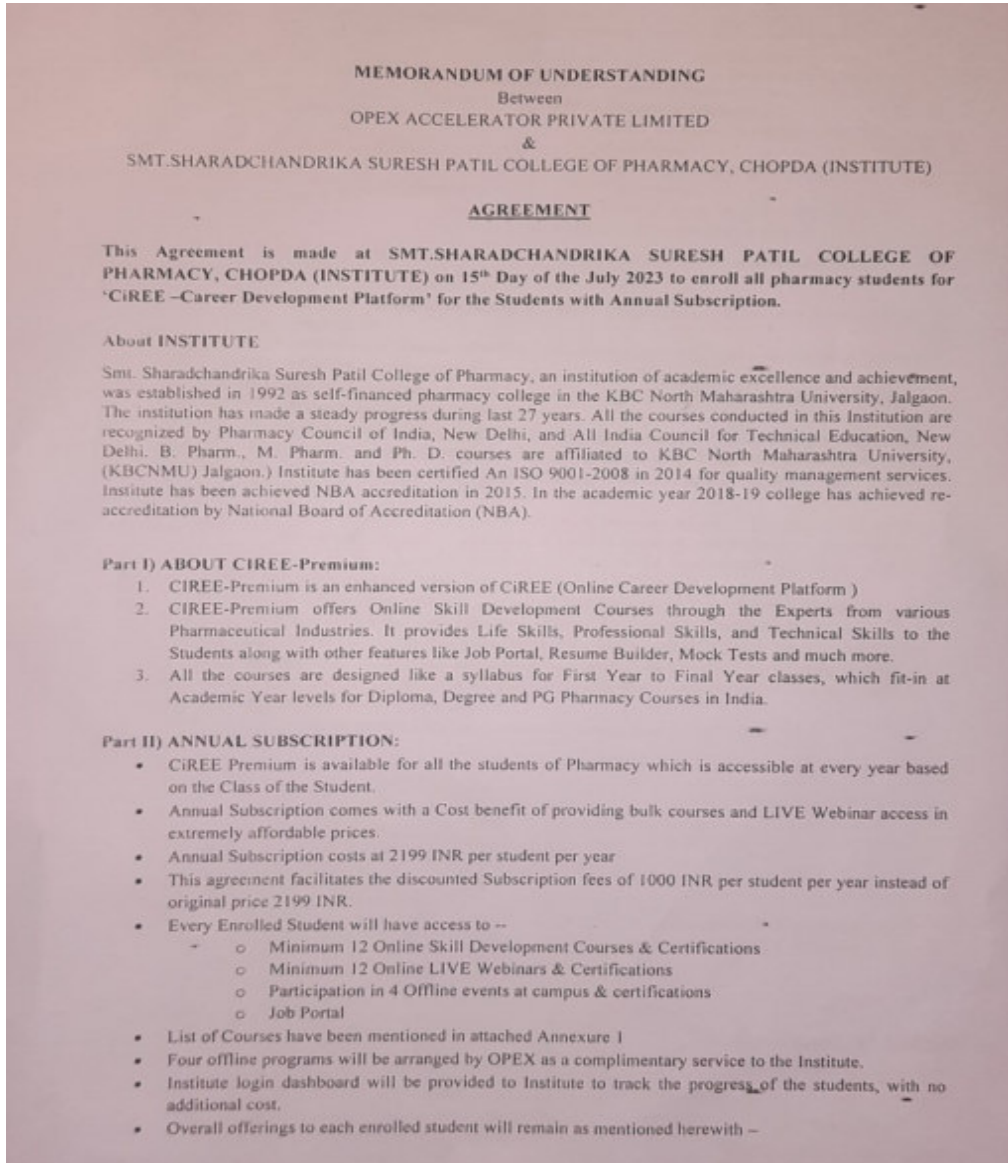 MEMORANDUM OF UNDERSTANDING
Between
OPEX ACCELERATOR PRIVATE LIMITED
&
SMT.SHARADCHANDRIKA SURESH PATIL COLLEGE OF PHARMACY, CHOPDA (INSTITUTE)
AGREEMENT
This Agreement is made at SMT.SHARADCHANDRIKA SURESH PATIL COLLEGE OF
PHARMACY, CHOPDA (INSTITUTE) on 15th Day of the July 2023 to enroll all pharmacy students for
‘CiREE –Career Development Platform’ for the Students with Annual Subscription.
About INSTITUTE
Smt. Sharadchandrika Suresh Patil College of Pharmacy, an institution of academic excellence and achievement,
was established in 1992 as self-financed pharmacy college in the KBC North Maharashtra University, Jalgaon.
The institution has made a steady progress during last 27 years. All the courses conducted in this Institution are
recognized by Pharmacy Council of India, New Delhi, and All India Council for Technical Education, New
Delhi. B. Pharm., M. Pharm. and Ph. D. courses are affiliated to KBC North Maharashtra University,
(KBCNMU) Jalgaon.) Institute has been certified An ISO 9001-2008 in 2014 for quality management services.
Institute has been achieved NBA accreditation in 2015. In the academic year 2018-19 college has achieved re-
accreditation by National Board of Accreditation (NBA).
Part I) ABOUT CIREE-Premium:
1. CIREE-Premium is an enhanced version of CiREE (Online Career Development Platform )
2. CIREE-Premium offers Online Skill Development Courses through the Experts from various
Pharmaceutical Industries. It provides Life Skills, Professional Skills, and Technical Skills to the
Students along with other features like Job Portal, Resume Builder, Mock Tests and much more.
3. All the courses are designed like a syllabus for First Year to Final Year classes, which fit-in at
Academic Year levels for Diploma, Degree and PG Pharmacy Courses in India.
Part II) ANNUAL SUBSCRIPTION:
• CiREE Premium is available for all the students of Pharmacy which is accessible at every year based
on the Class of the Student.
• Annual Subscription comes with a Cost benefit of providing bulk courses and LIVE Webinar access in
extremely affordable prices.
• Annual Subscription costs at 2199 INR per student per year
• This agreement facilitates the discounted Subscription fees of 1000 INR per student per year instead of
original price 2199 INR.
• Every Enrolled Student will have access to –
o Minimum 12 Online Skill Development Courses & Certifications
o Minimum 12 Online LIVE Webinars & Certifications
o Participation in 4 Offline events at campus & certifications
o Job Portal
• List of Courses have been mentioned in attached Annexure 1
• Four offline programs will be arranged by OPEX as a complimentary service to the Institute.
• Institute login dashboard will be provided to Institute to track the progress of the students, with no
additional cost.
• Overall offerings to each enrolled student will remain as mentioned herewith –